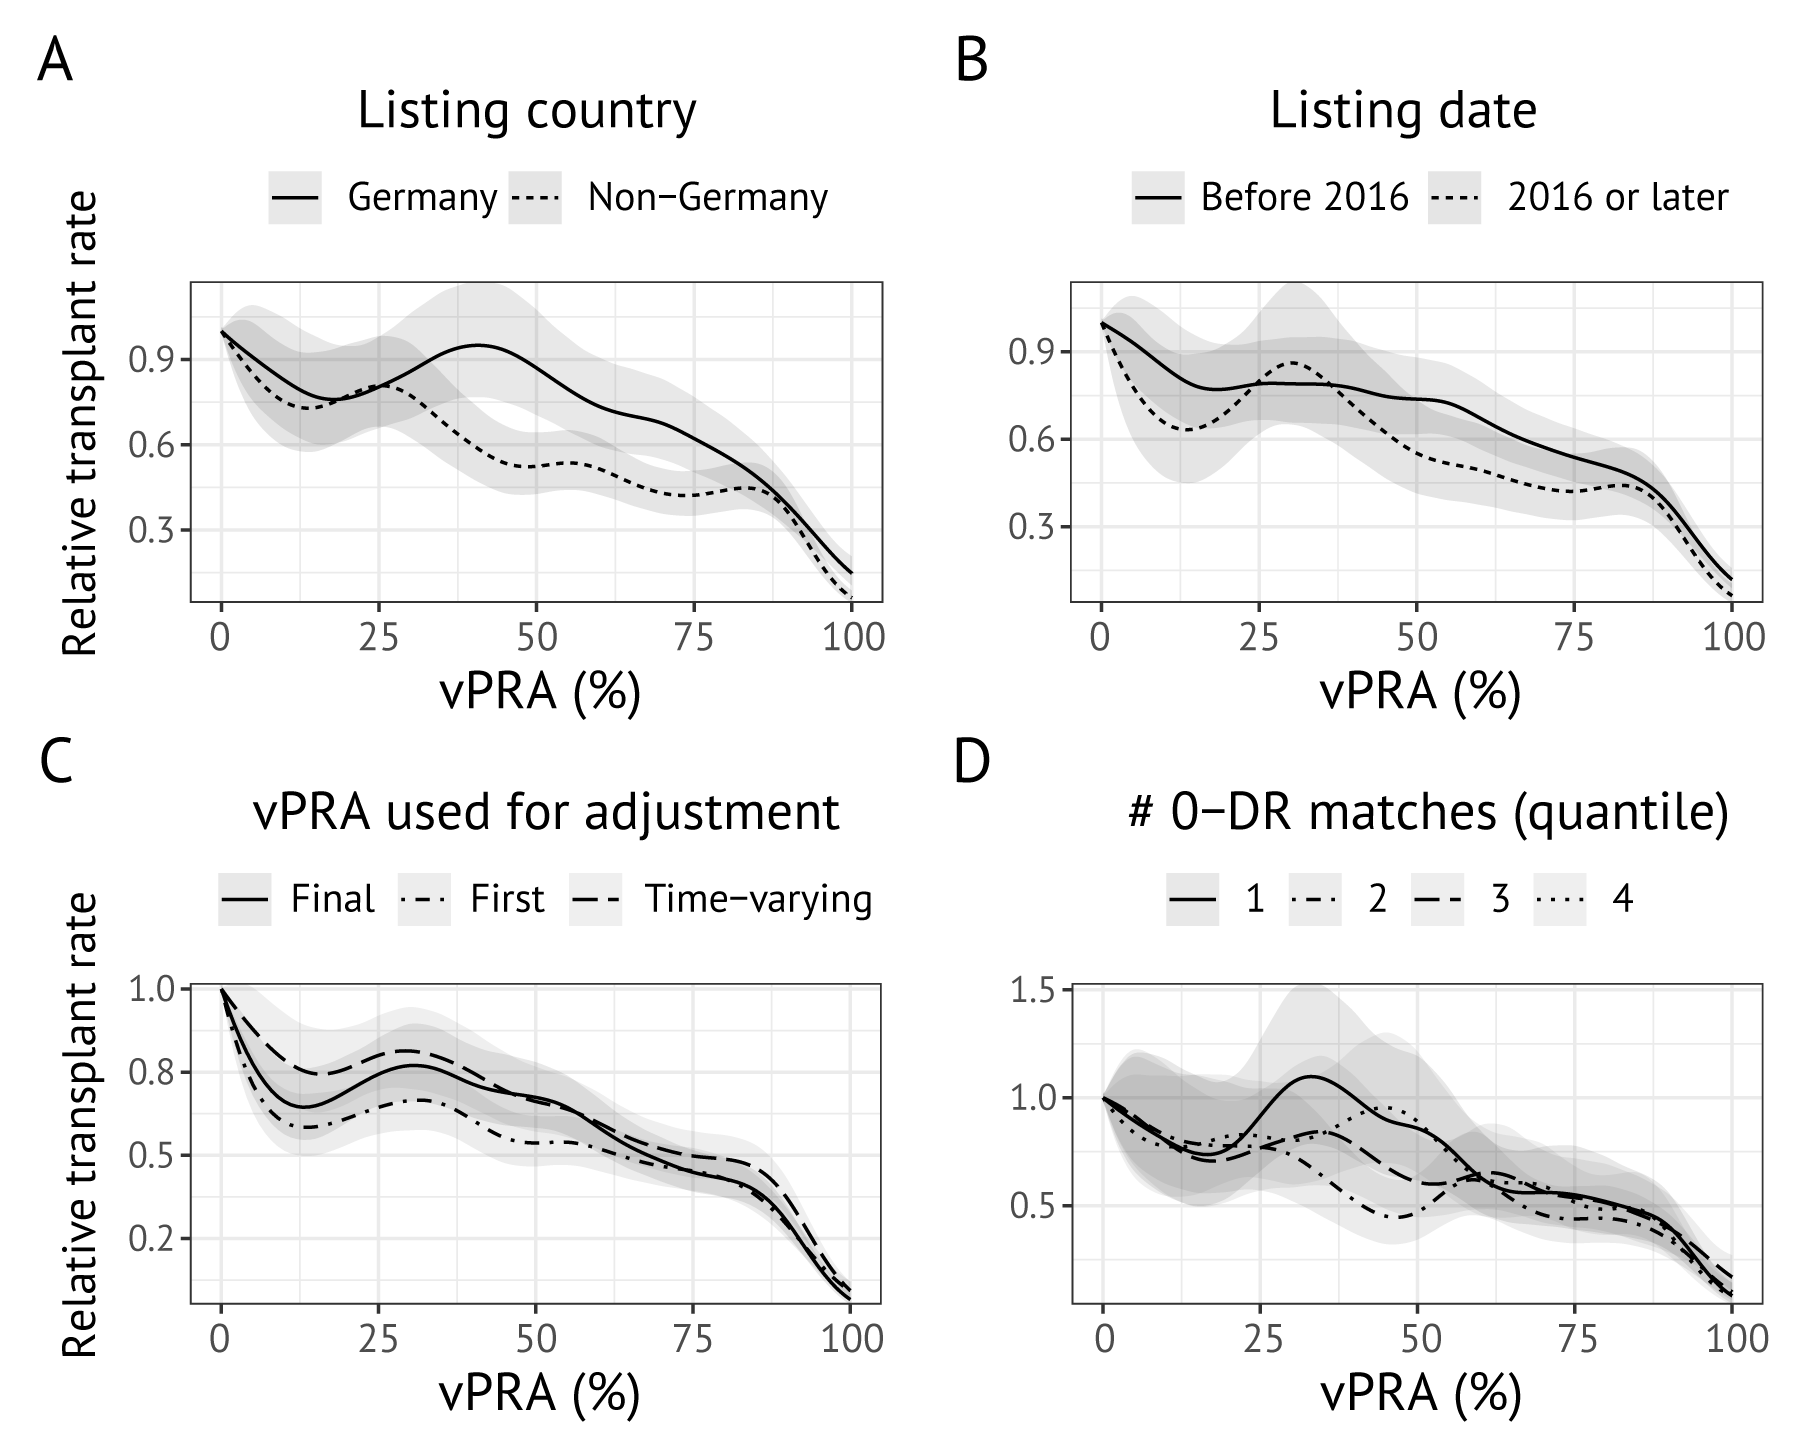 A
Listing country
Germany Non−Germany
Relative transplant rate
0.9
0.6
0.3
0 25 50 75 100
vPRA (%)
B
Listing date
Before 2016 2016 or later
0.9
0.6
0.3
0 25 50 75 100
vPRA (%)
C
vPRA used for adjustment
Final First Time−varying
Relative transplant rate
1.0
0.8
0.5
0.2
0 25 50 75 100
vPRA (%)
D
# 0−DR matches (quantile)
1 2 3 4
1.5
1.0
0.5
0 25 50 75 100
vPRA (%)